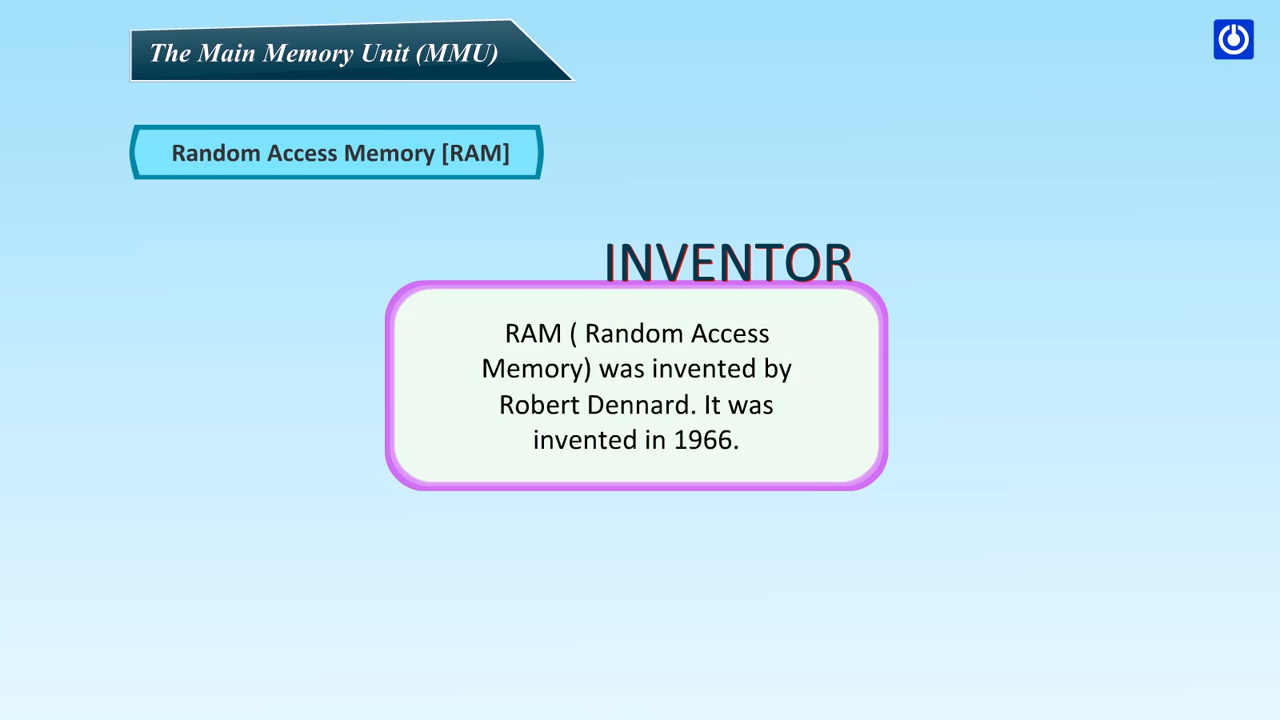 The Main Memory Unit (MMU)
Random Access Memory [RAM]
INVENTOR
RAM ( Random Access
Memory) was invented by
Robert Dennard. It was
invented in 1966.